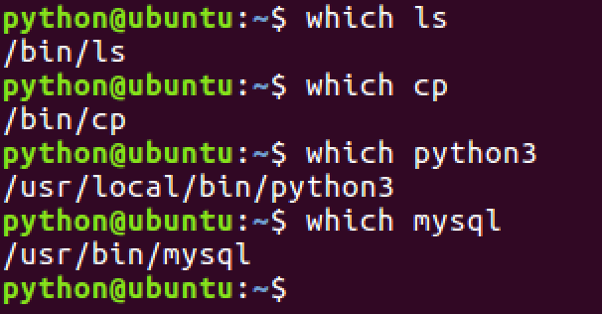 python@ubuntu:~$ which ls
/bin/ls
python@ubuntu:~$ which cp
/bin/cp
python@ubuntu:~$ which python3
/usr/local/bin/python3
python@ubuntu:~$ which mysql
/usr/bin/mysql
python@ubuntu:~$